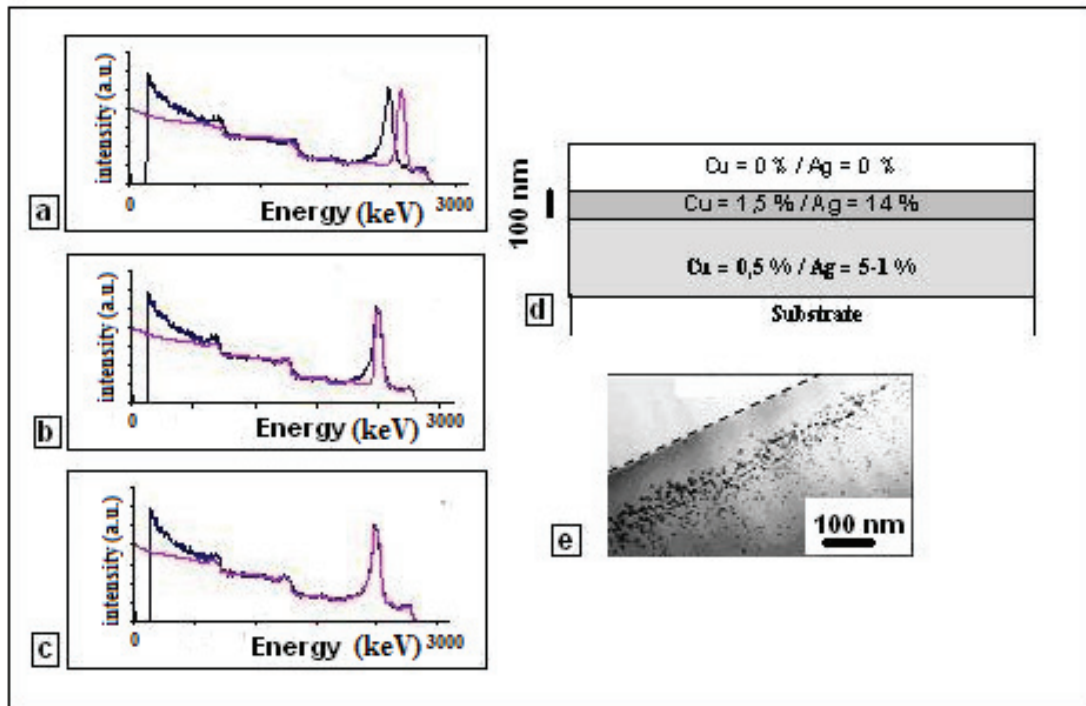 intensity (a.u.)
0
Energy (keV)
3000
a
intensity (a.u.)
0
Energy (keV)
3000
b
intensity (a.u.)
0
Energy (keV)
3000
c
100 nm
Cu = 0 % / Ag = 0 %
Cu = 1,5 % / Ag = 14 %
Cu = 0,5 % / Ag = 5-1 %
Substrate
d
100 nm
e